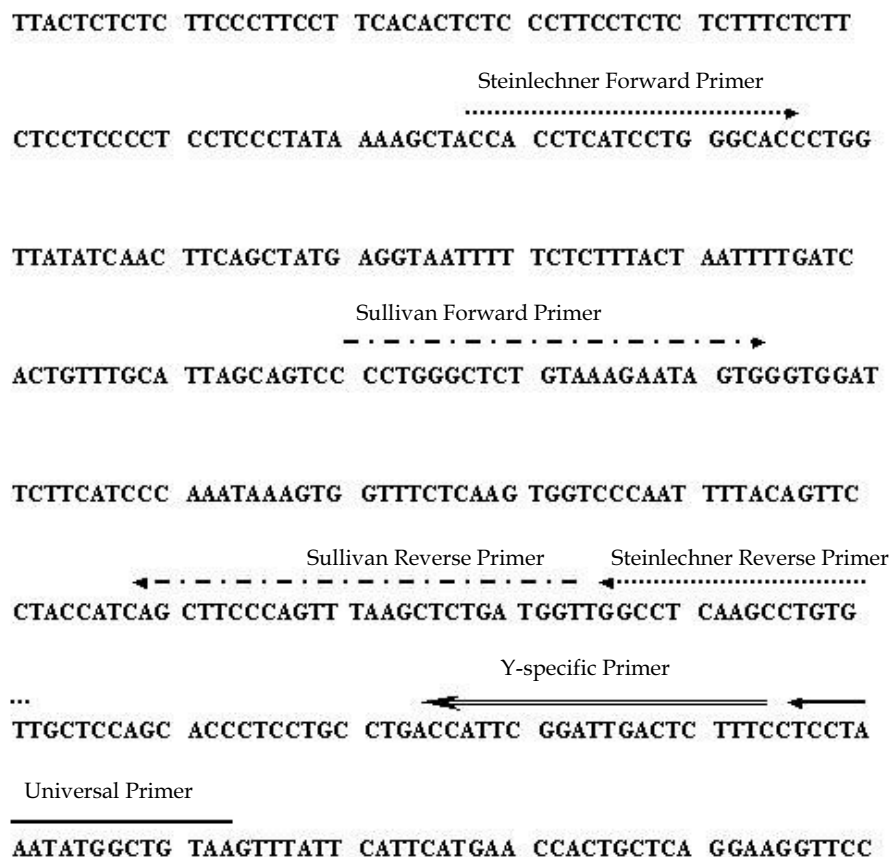 TTACTCTCTC TTCCCTTCCT TCACACTCTC CCTTCCTCTC TCTTTCTCTT
Steinlechner Forward Primer
CTCCTCCCCT CCTCCCTATA AAAGCTACCA CCTCATCCTG GGCACCCTGG
TTATATCAAC TTCAGCTATG AGGTAATTTT TCTCTTTACT AATTTTGATC
Sullivan Forward Primer
ACTGTTTGCA TTAGCAGTCC CCTGGGCTCT GTAAAGAATA GTGGGTGGAT
TCTTCATCCC AAATAAAGTG GTTTCTCAAG TGGTCCCAAT TTTACAGTTC
Sullivan Reverse Primer Steinlechner Reverse Primer
CTACCATCAG CTTCCCAGTTT TAAGCTCTGA TGGTTGGCCT CAAGCCTGTG
Y-specific Primer
TTGCTCCAGC ACCCTCCTGC CTGACCATTC GGATTGACTC TTTCCTCCTA
Universal Primer
AATATGGCTG TAAGTTTATT CATTCATGAA CCACTGCTCA GGAAGGTTCC